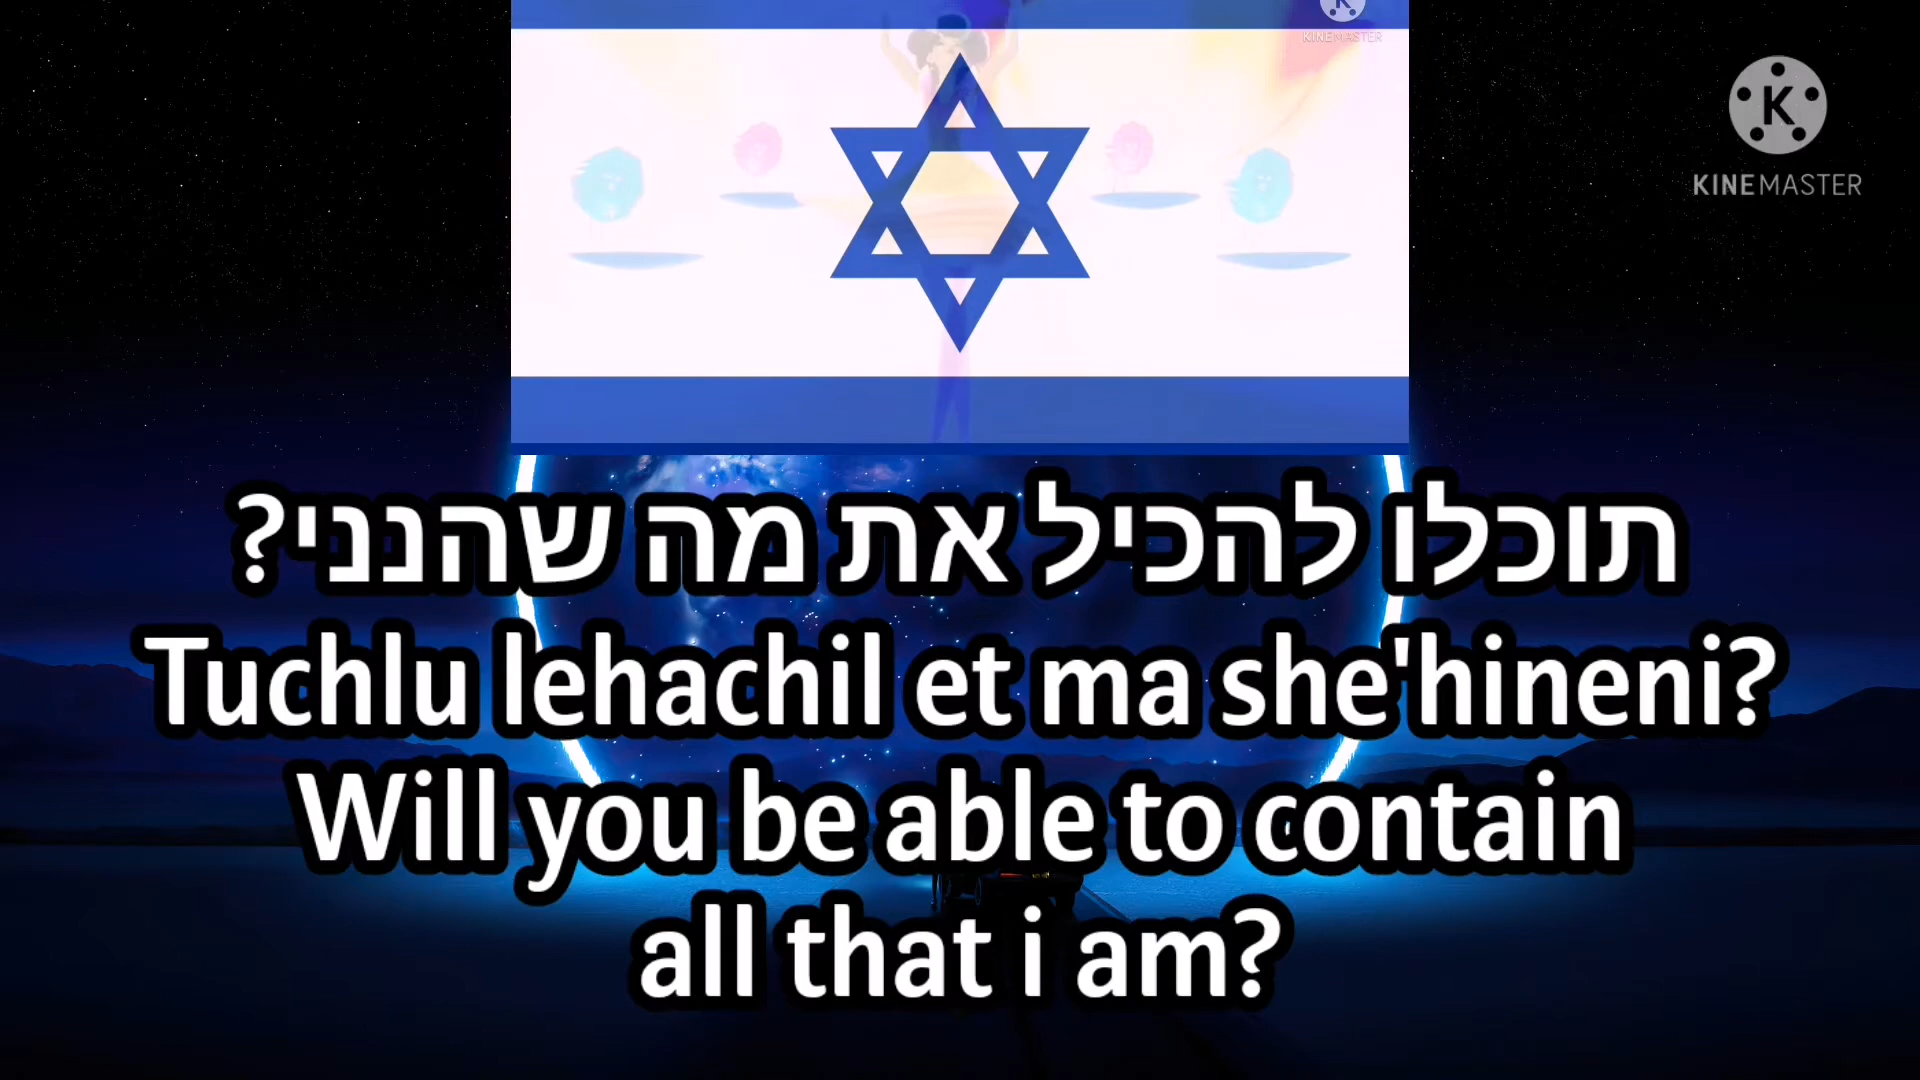 K
KINEMASTER
K
KINEMASTER
תוכלו להכיל את מה שהנני?
Tuchlu lehachil et ma she'hineni?
Will you be able to contain
all that i am?